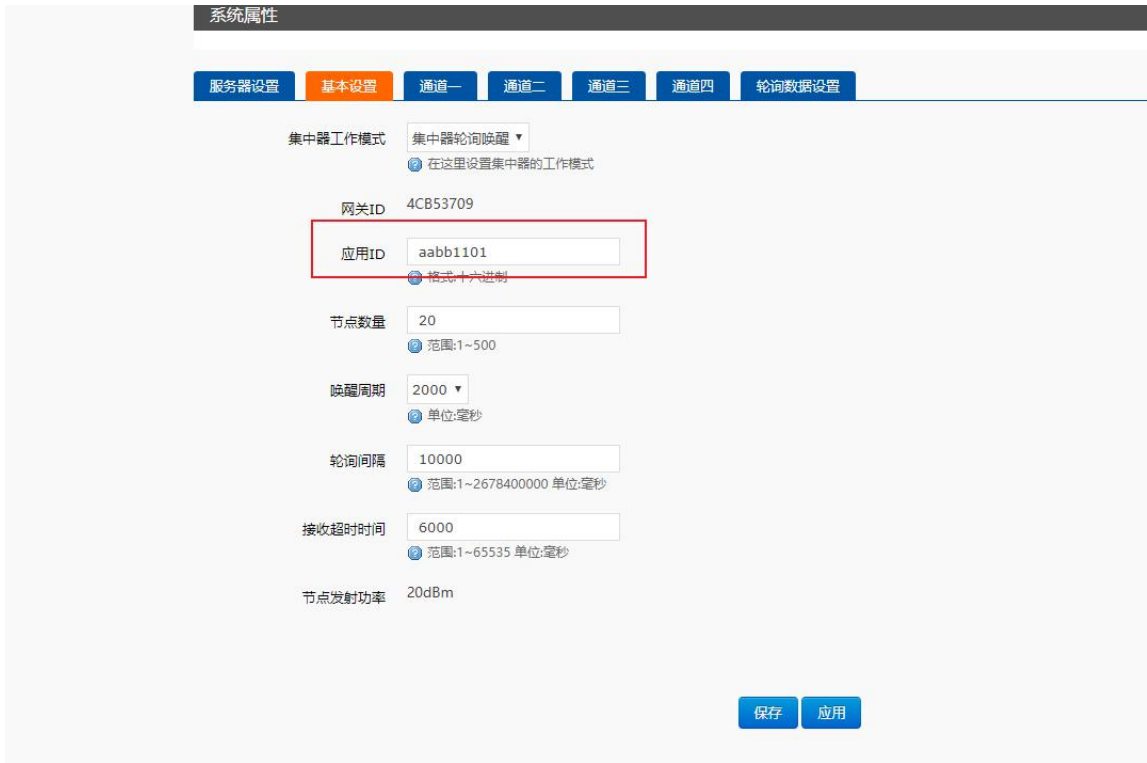 系统属性
服务器设置 基本设置 通道一 通道二 通道三 通道四 轮询数据设置
集中器工作模式 集中器轮询唤醒
在这里设置集中器的工作模式
网关ID 4CB53709
应用ID aabb1101
格式:十六进制
节点数量 20
范围:1~500
唤醒周期 2000
单位:毫秒
轮询间隔 10000
范围:1~2678400000 单位:毫秒
接收超时时间 6000
范围:1~65535 单位:毫秒
节点发射功率 20dBm
保存 应用